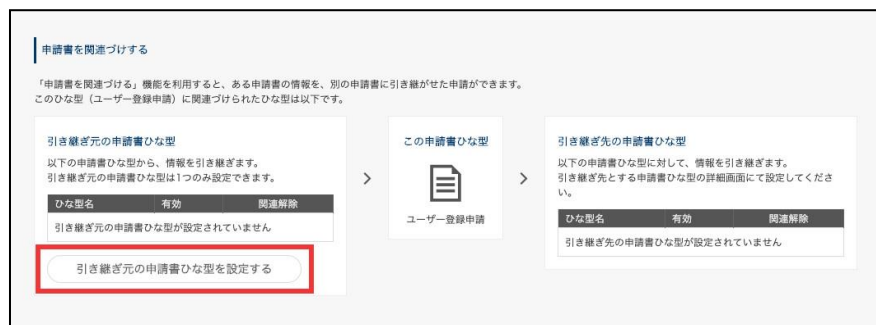 申請書を関連づけする
「申請書を関連づける」機能を利用すると、ある申請書の情報を、別の申請書に引き継がせた申請ができます。
このひな型（ユーザー登録申請）に関連づけられたひな型は以下です。
引き継ぎ元の申請書ひな型
以下の申請書ひな型から、情報を引き継ぎます。
引き継ぎ元の申請書ひな型は1つのみ設定できます。
ひな型名 有効 関連解除
引き継ぎ元の申請書ひな型が設定されていません
引き継ぎ元の申請書ひな型を設定する
この申請書ひな型
ユーザー登録申請
引き継ぎ先の申請書ひな型
以下の申請書ひな型に対して、情報を引き継ぎます。
引き継ぎ先とする申請書ひな型の詳細画面にて設定してくださ
い。
ひな型名 有効 関連解除
引き継ぎ先の申請書ひな型が設定されていません